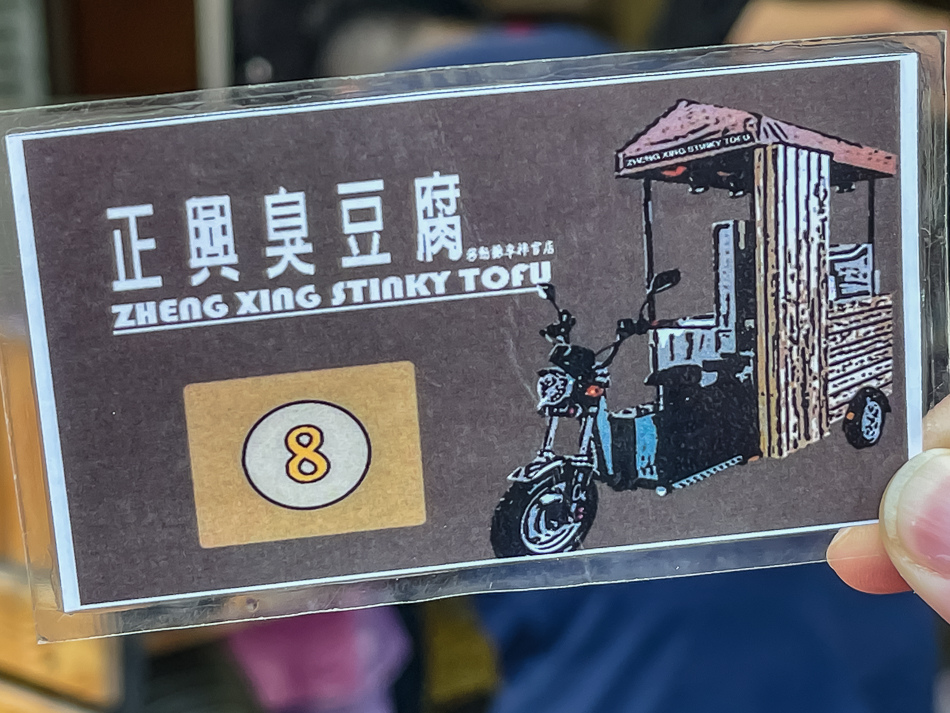 正興臭豆腐
ZHENG XING STINKY TOFU
8
ZHENG XING STINKY TOFU